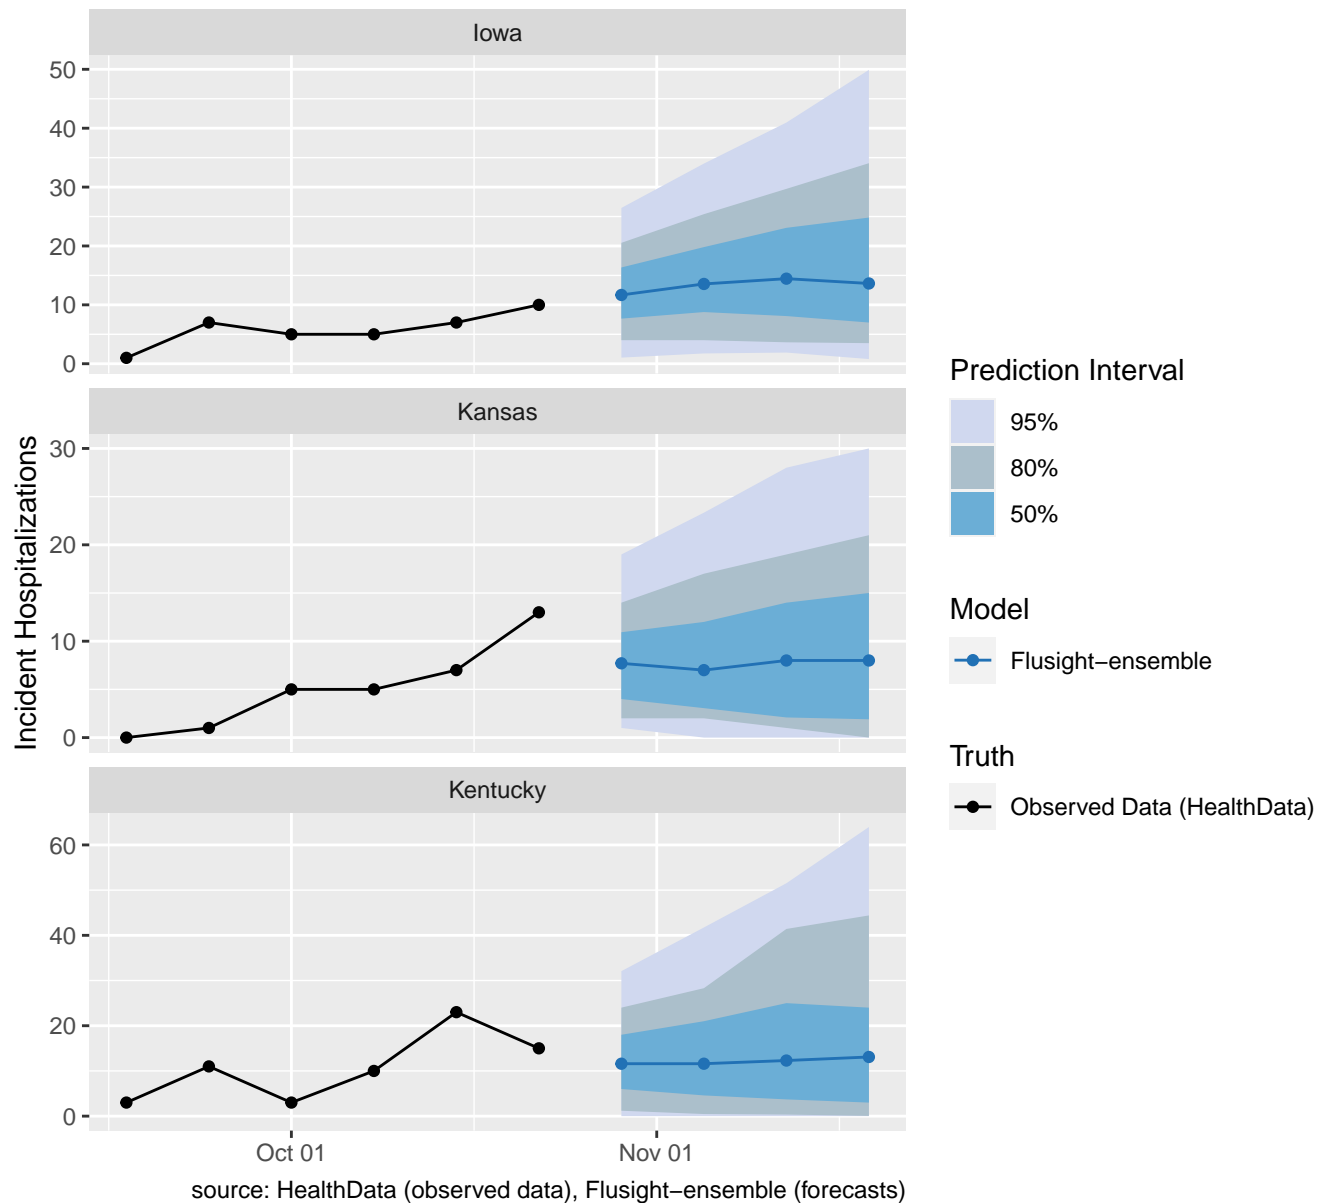 Iowa
50
40
30
20
10
0
Kansas
30
20
10
0
Kentucky
60
40
20
0
Incident Hospitalizations
Oct 01
Nov 01
source: HealthData (observed data), Flusight−ensemble (forecasts)
Prediction Interval
95%
80%
50%
Model
Flusight−ensemble
Truth
Observed Data (HealthData)